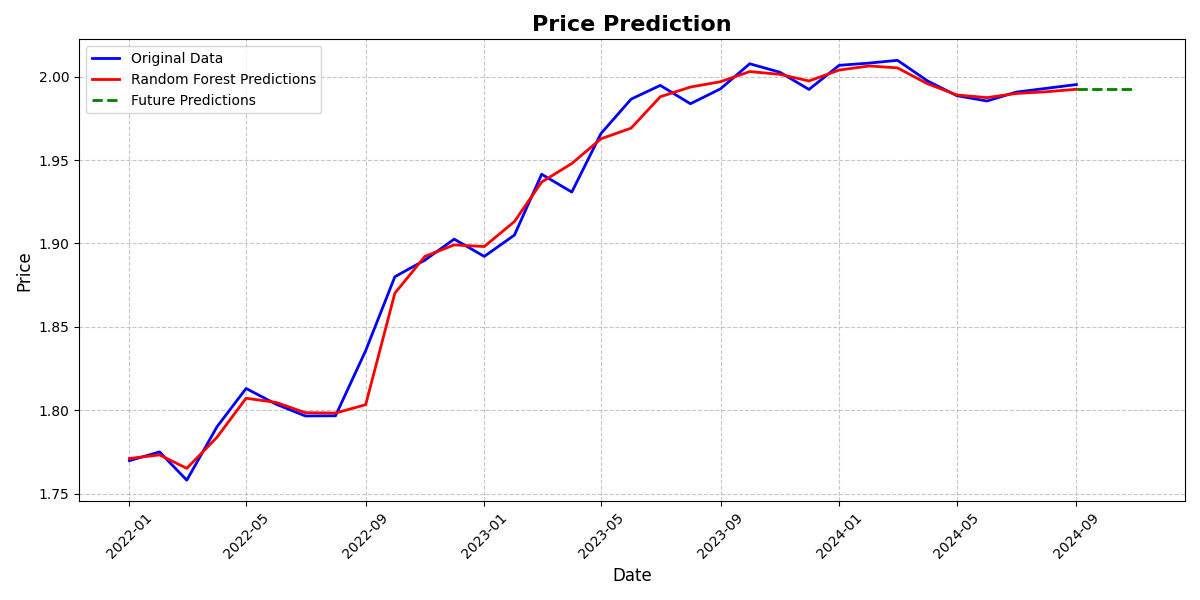 Price Prediction
Original Data
Random Forest Predictions
Future Predictions
Price
2.00
1.95
1.90
1.85
1.80
1.75
2022-01
2022-05
2022-09
2023-01
2023-05
2023-09
2024-01
2024-05
2024-09
Date